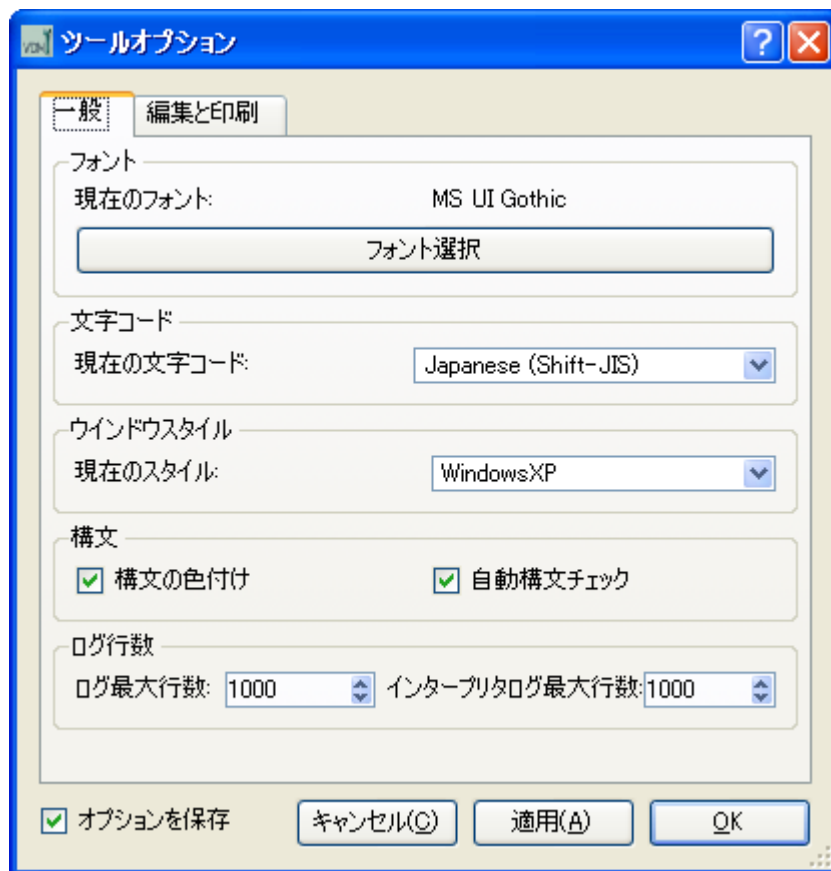 ツールオプション
一般 編集と印刷
フォント
現在のフォント: MS UI Gothic
フォント選択
文字コード
現在の文字コード: Japanese (Shift-JIS)
ウインドウスタイル
現在のスタイル: WindowsXP
構文
構文の色付け 自動構文チェック
ログ行数
ログ最大行数: 1000 インタープリタログ最大行数: 1000
オプションを保存 キャンセル(C) 適用(A) OK